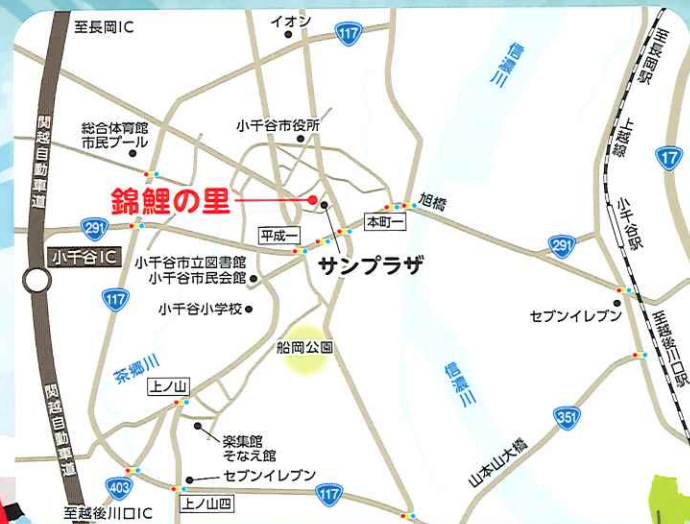 至長岡IC
イオン
117
信濃川
至長岡駅
上越線
17
関越自動車道
総合体育館
市民プール
小千谷市役所
錦鯉の里
旭橋
本町一
小千谷駅
291
平成一
291
小千谷IC
サンプラザ
小千谷市立図書館
小千谷市民会館
117
小千谷小学校
セブンイレブン
至越後川口駅
船岡公園
茶郷川
信濃川
上ノ山
関越自動車道
351
楽集館
そなえ館
山本山大橋
セブンイレブン
403
117
上ノ山四
至越後川口IC